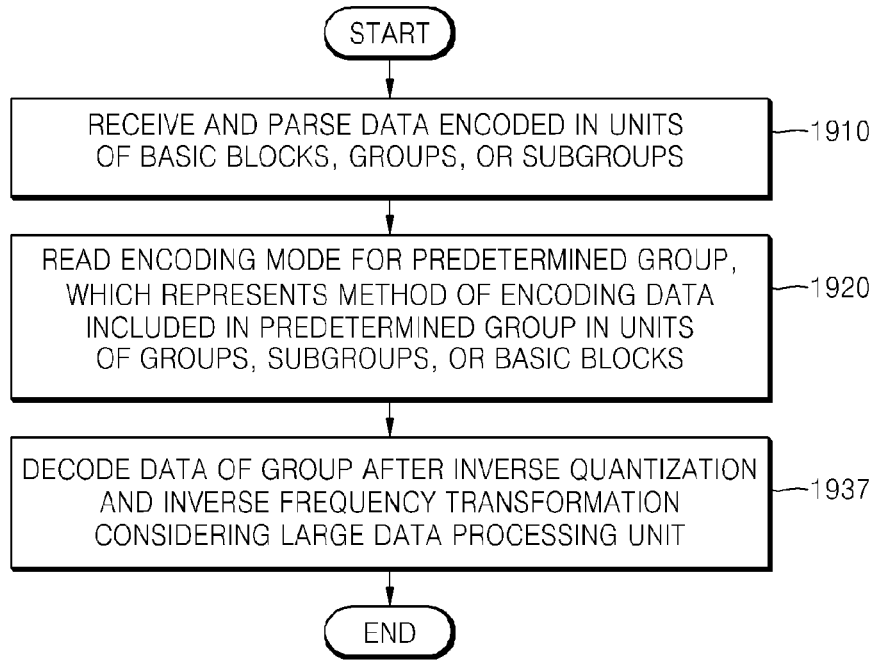 START
RECEIVE AND PARSE DATA ENCODED IN UNITS
OF BASIC BLOCKS, GROUPS, OR SUBGROUPS
1910
READ ENCODING MODE FOR PREDETERMINED GROUP,
WHICH REPRESENTS METHOD OF ENCODING DATA
INCLUDED IN PREDETERMINED GROUP IN UNITS
OF GROUPS, SUBGROUPS, OR BASIC BLOCKS
1920
DECODE DATA OF GROUP AFTER INVERSE QUANTIZATION
AND INVERSE FREQUENCY TRANSFORMATION
CONSIDERING LARGE DATA PROCESSING UNIT
1937
END